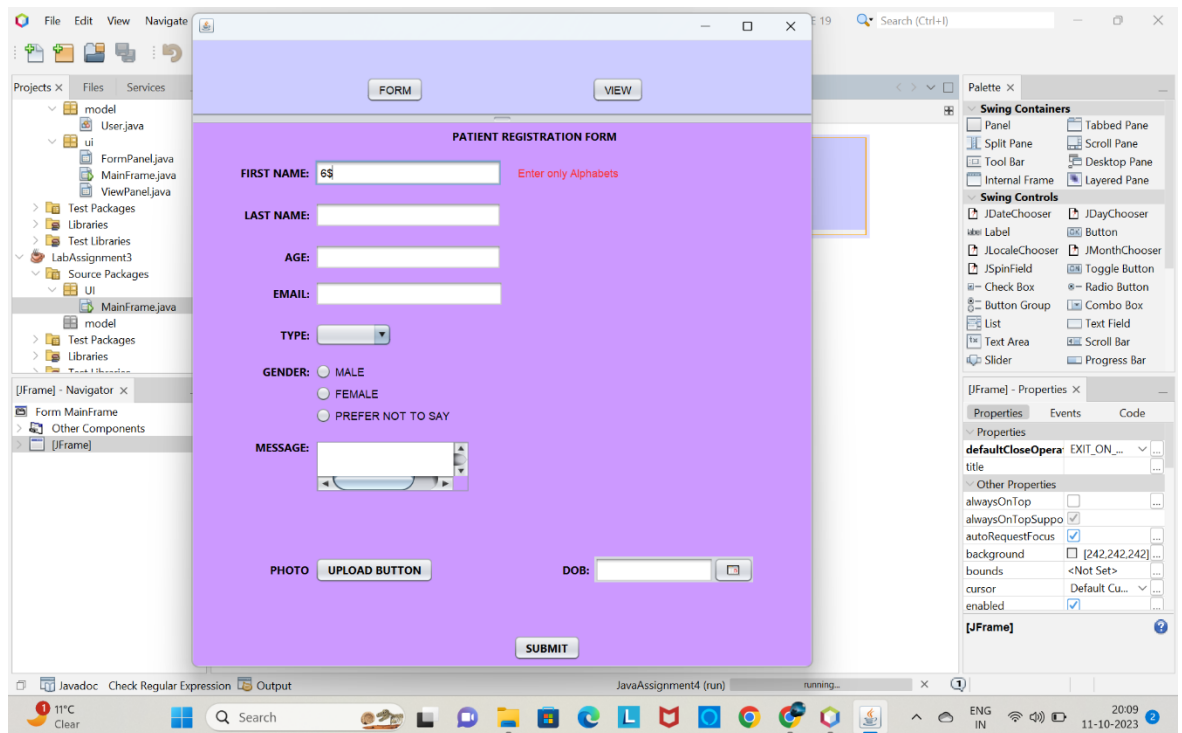 File Edit View Navigate
E 19
Search (Ctrl+I)
Projects
Files
Services
model
User.java
ui
FormPanel.java
MainFrame.java
ViewPanel.java
Test Packages
Libraries
Test Libraries
LabAssignment3
Source Packages
UI
MainFrame.java
model
Test Packages
Libraries
Test Libraries
[JFrame] - Navigator
Form MainFrame
Other Components
[JFrame]
FORM
VIEW
PATIENT REGISTRATION FORM
FIRST NAME: 6$ Enter only Alphabets
LAST NAME:
AGE:
EMAIL:
TYPE:
GENDER: MALE
FEMALE
PREFER NOT TO SAY
MESSAGE:
PHOTO UPLOAD BUTTON DOB:
SUBMIT
Palette
Swing Containers
Panel Tabbed Pane
Split Pane Scroll Pane
Tool Bar Desktop Pane
Internal Frame Layered Pane
Swing Controls
JDateChooser JDayChooser
label Label Button
JLocaleChooser JMonthChooser
JSpinField Toggle Button
Check Box Radio Button
Button Group Combo Box
List Text Field
Text Area Scroll Bar
Slider Progress Bar
[JFrame] - Properties
Properties Events Code
Properties
defaultCloseOpera EXIT_ON_... ...
title ...
Other Properties
alwaysOnTop ...
alwaysOnTopSuppo
autoRequestFocus ...
background [242,242,242] ...
bounds <Not Set> ...
cursor Default Cu... ...
enabled ...
[JFrame]
Javadoc Check Regular Expression Output
JavaAssignment4 (run) running... 1
1 11°C
Clear
Search
L
ENG
IN
20:09
11-10-2023
2